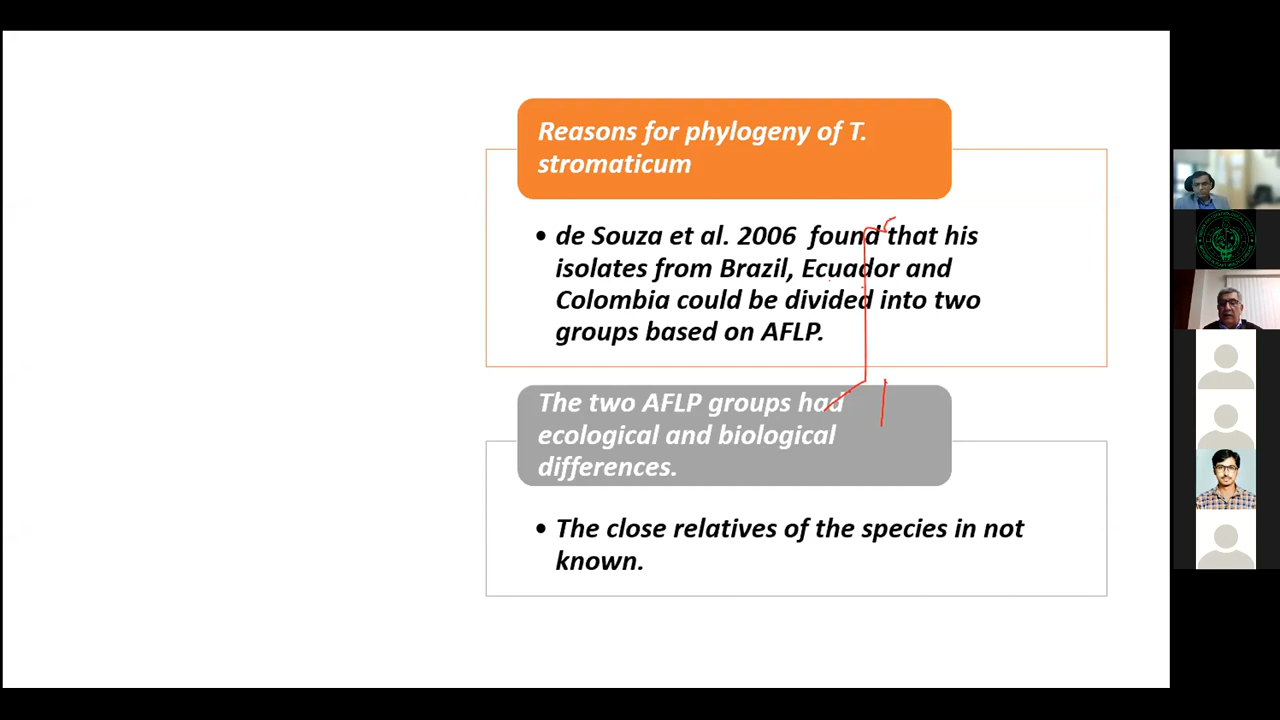 Reasons for phylogeny of T.
stromaticum
• de Souza et al. 2006 found that his
isolates from Brazil, Ecuador and
Colombia could be divided into two
groups based on AFLP.
The two AFLP groups had
ecological and biological
differences.
• The close relatives of the species in not
known.